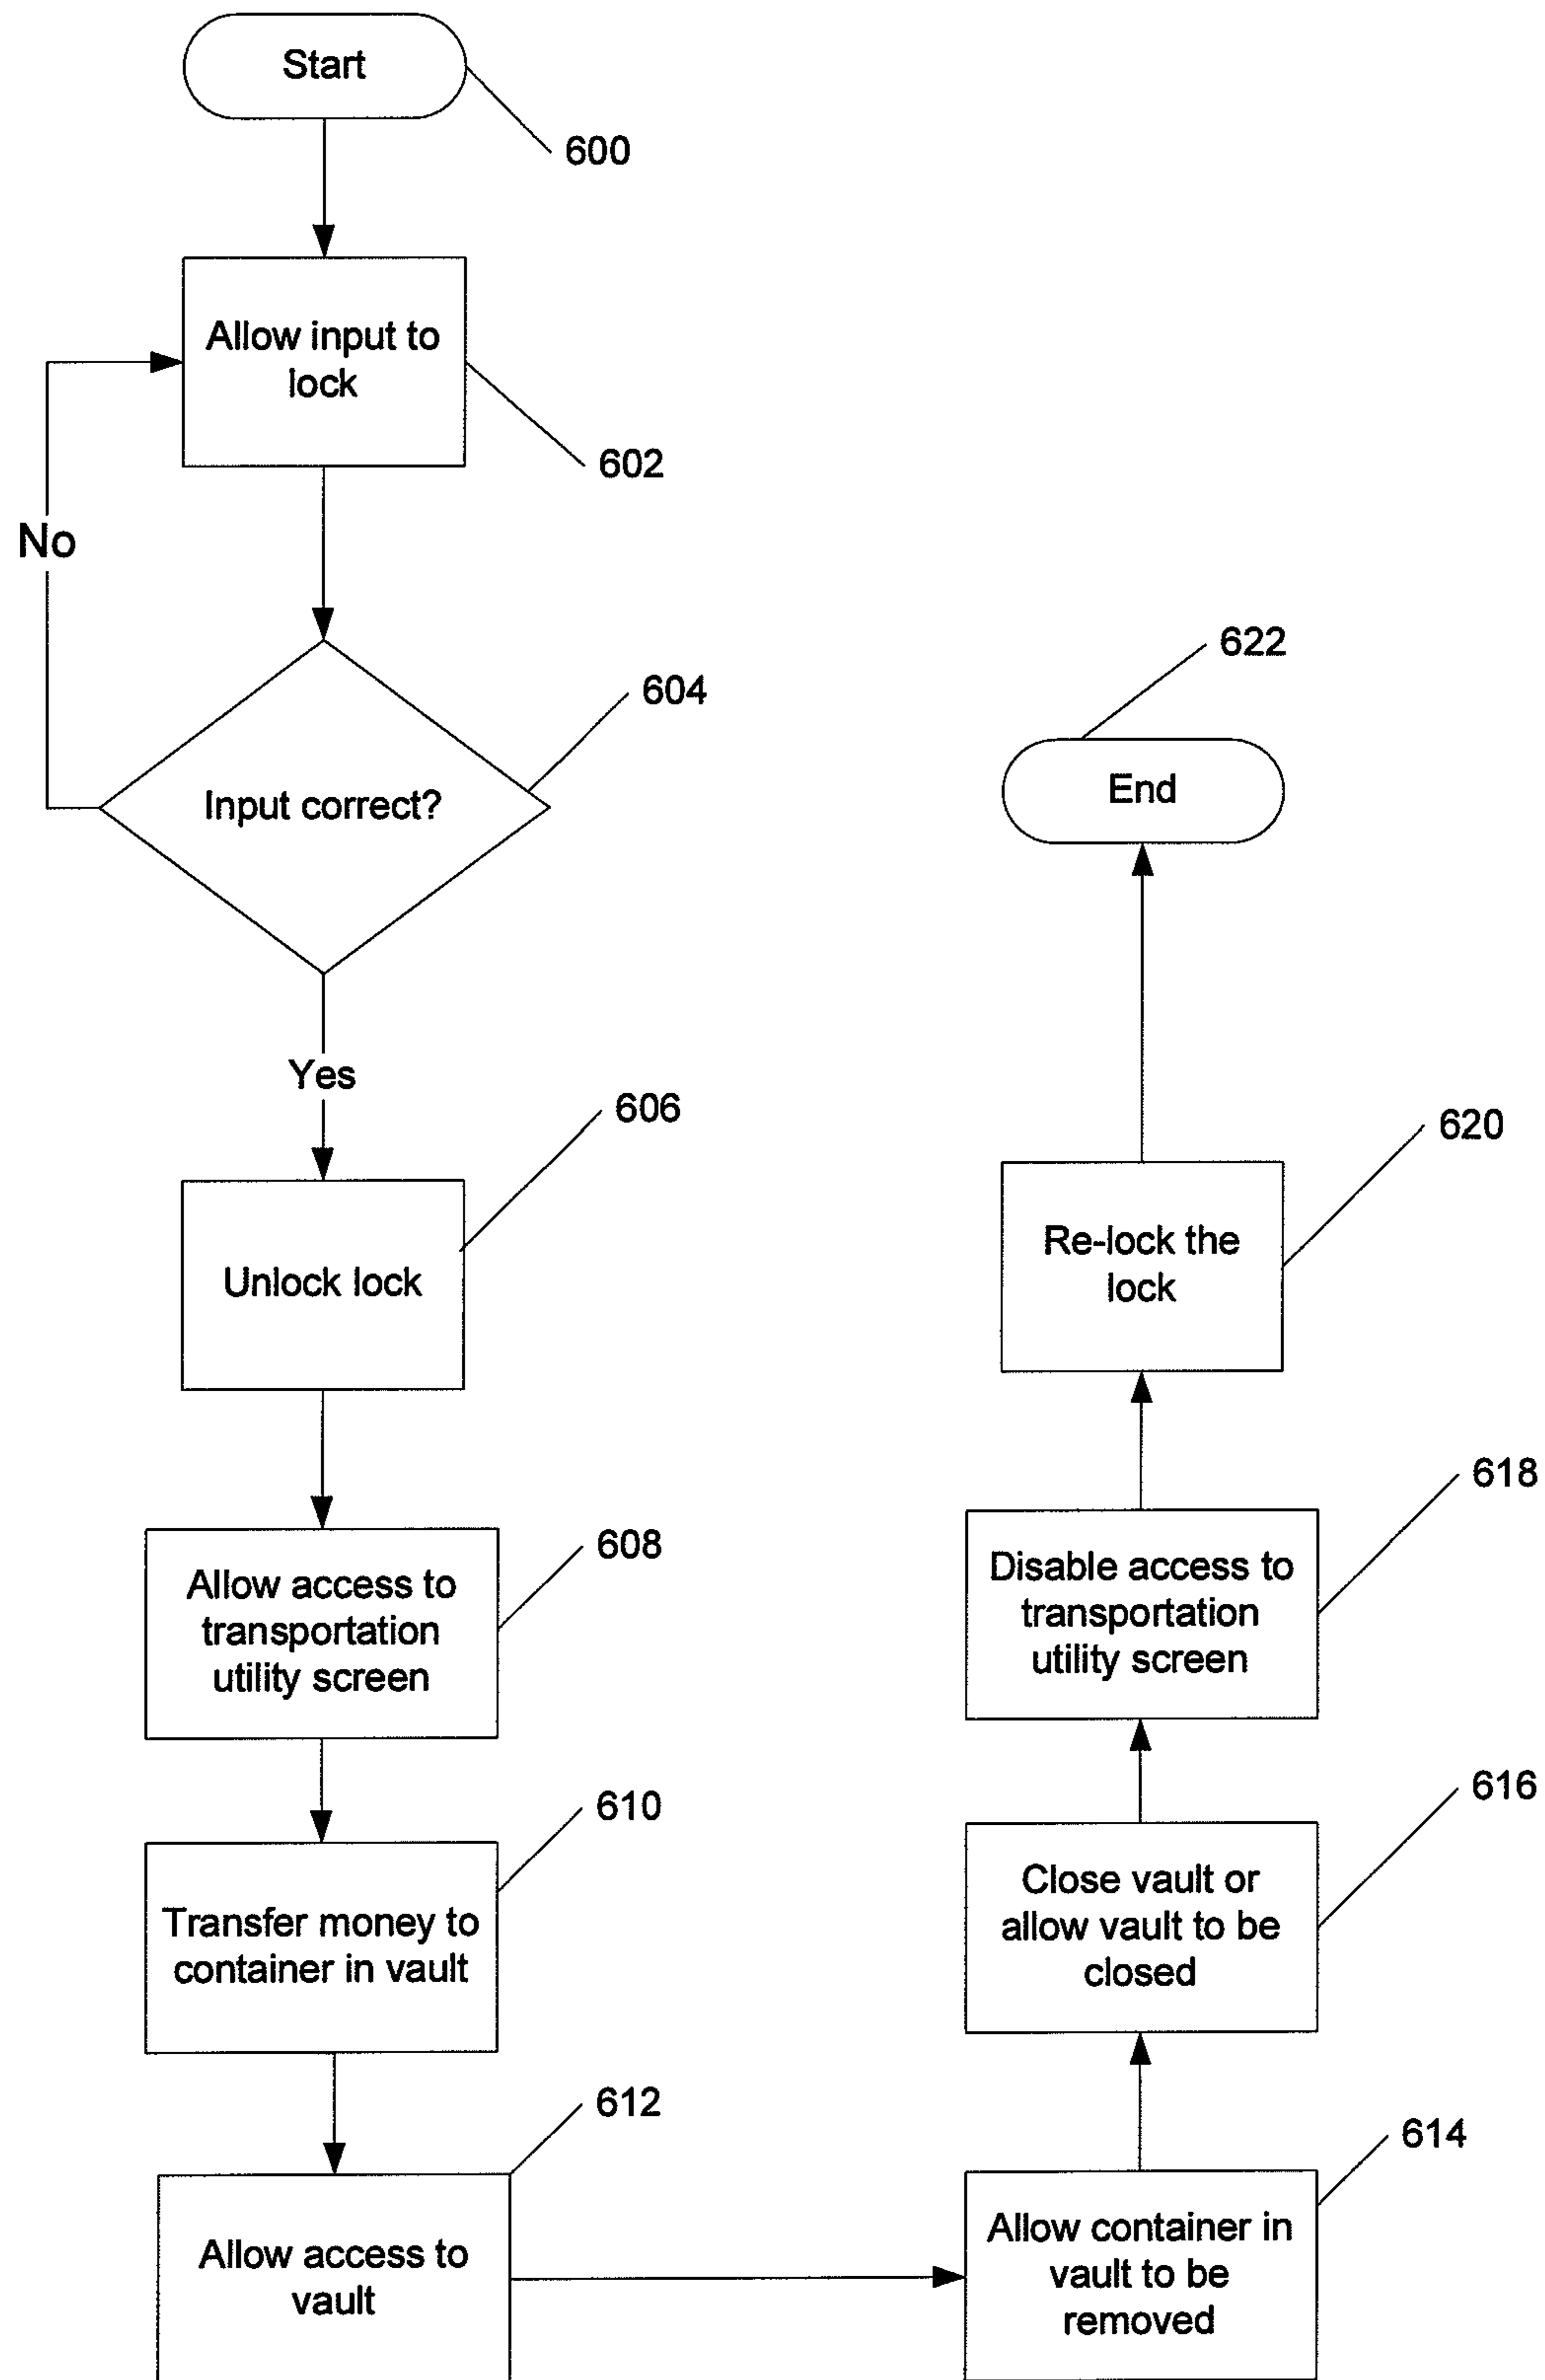 Start
600
Allow input to
lock
602
No
604
Input correct?
Yes
606
Unlock lock
608
Allow access to
transportation
utility screen
610
Transfer money to
container in vault
612
Allow access to
vault
614
Allow container in
vault to be
removed
616
Close vault or
allow vault to be
closed
618
Disable access to
transportation
utility screen
620
Re-lock the
lock
622
End